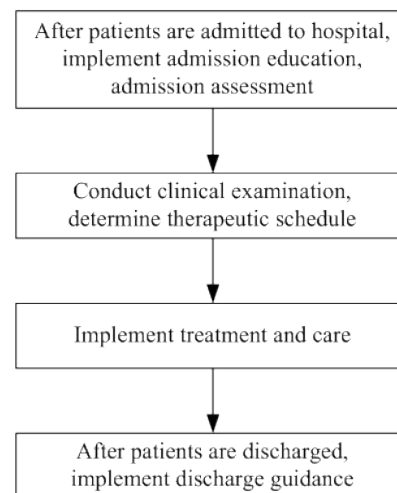 After patients are admitted to hospital,
implement admission education,
admission assessment
Conduct clinical examination,
determine therapeutic schedule
Implement treatment and care
After patients are discharged,
implement discharge guidance